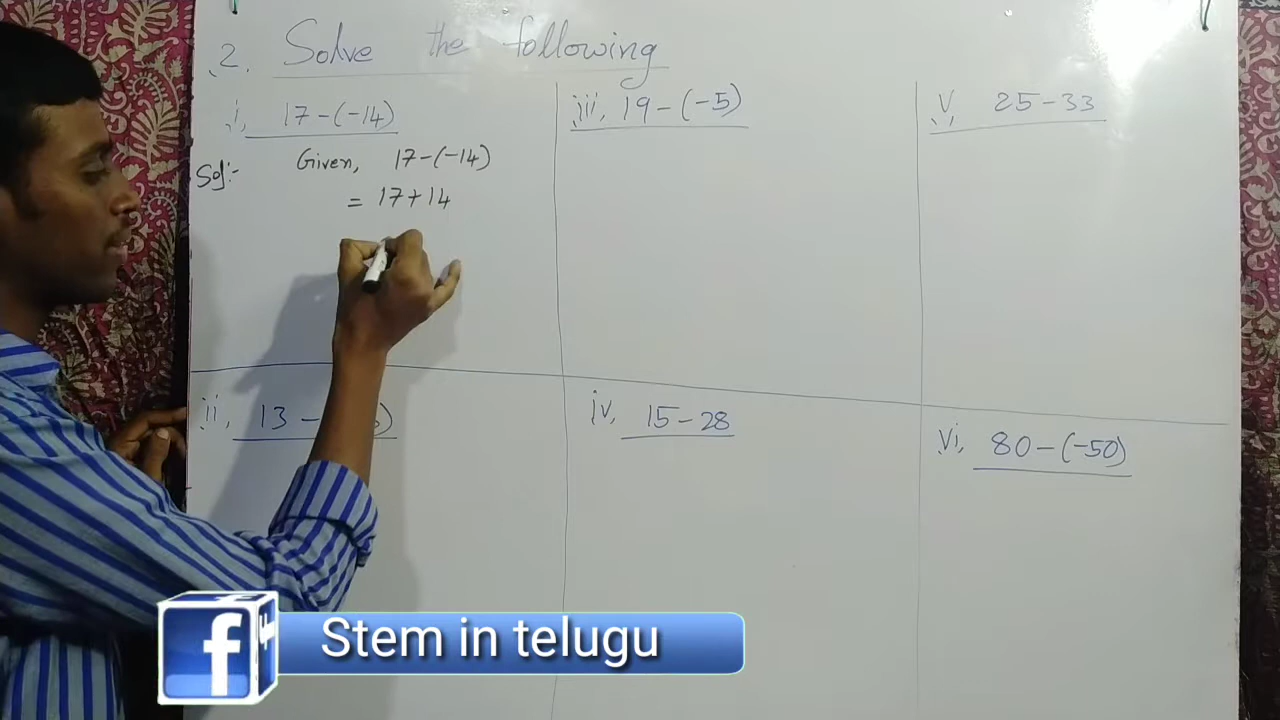 2. Solve the following
i, 17-(-14)
Sol:- Given, 17-(-14)
= 17+14
ii, 13 -
iii, 19-(-5)
iv, 15-28
v, 25-33
vi, 80-(-50)
f
Stem in telugu